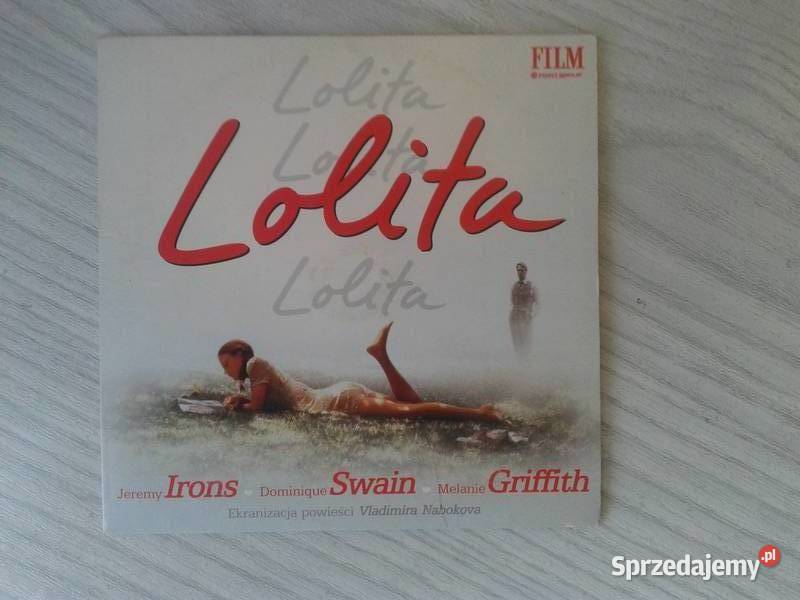 FILM
Lolita
Lolita
Lolita
Lolita
Jeremy Irons Dominique Swain Melanie Griffith
Ekranizacja powieści Vladimira Nabokova
Sprzedajemy.pl